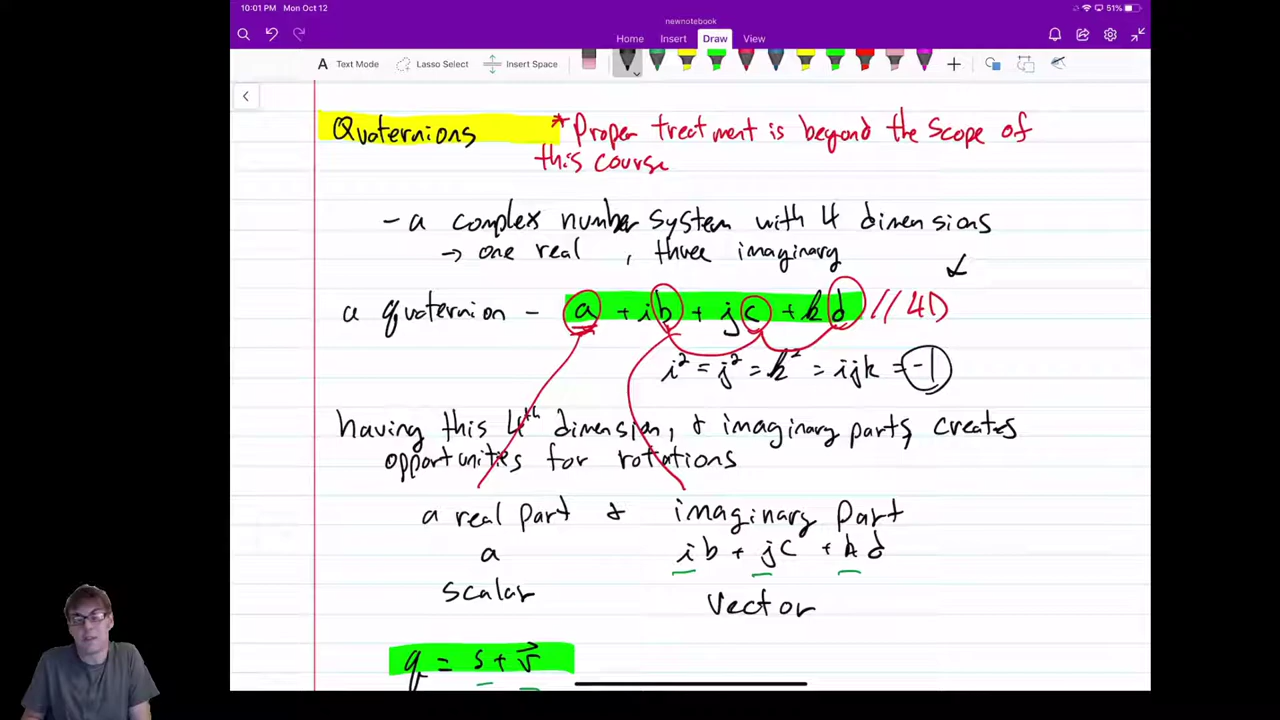 10:01 PM Mon Oct 12
51%
newnotebook
Home Insert Draw View
Text Mode Lasso Select Insert Space
Quaternions *Proper treatment is beyond the scope of
this course
- a complex number system with 4 dimensions
→ one real , three imaginary
a quaternion - a + ib + jc + kd //4D
i² = j² = k² = ijk = -1
having this 4th dimension, & imaginary parts, creates
opportunities for rotations
a real part & imaginary part
a ib + jc + kd
scalar vector
q = s + v⃗